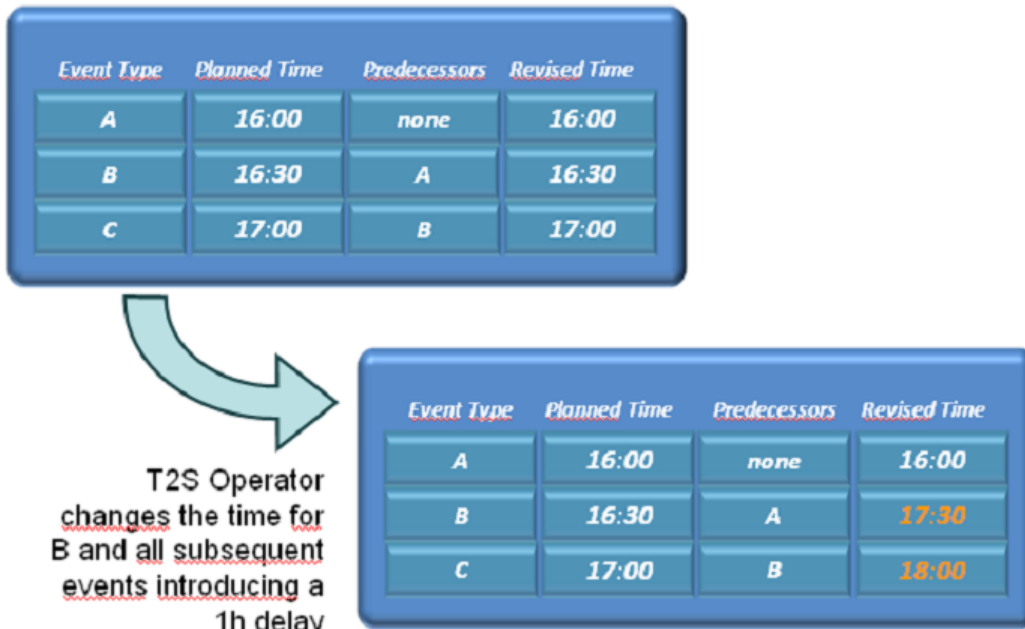 Event Type Planned Time Predecessors Revised Time
A 16:00 none 16:00
B 16:30 A 16:30
C 17:00 B 17:00
Event Type Planned Time Predecessors Revised Time
A 16:00 none 16:00
B 16:30 A 17:30
C 17:00 B 18:00
T2S Operator
changes the time for
B and all subsequent
events introducing a
1h delay